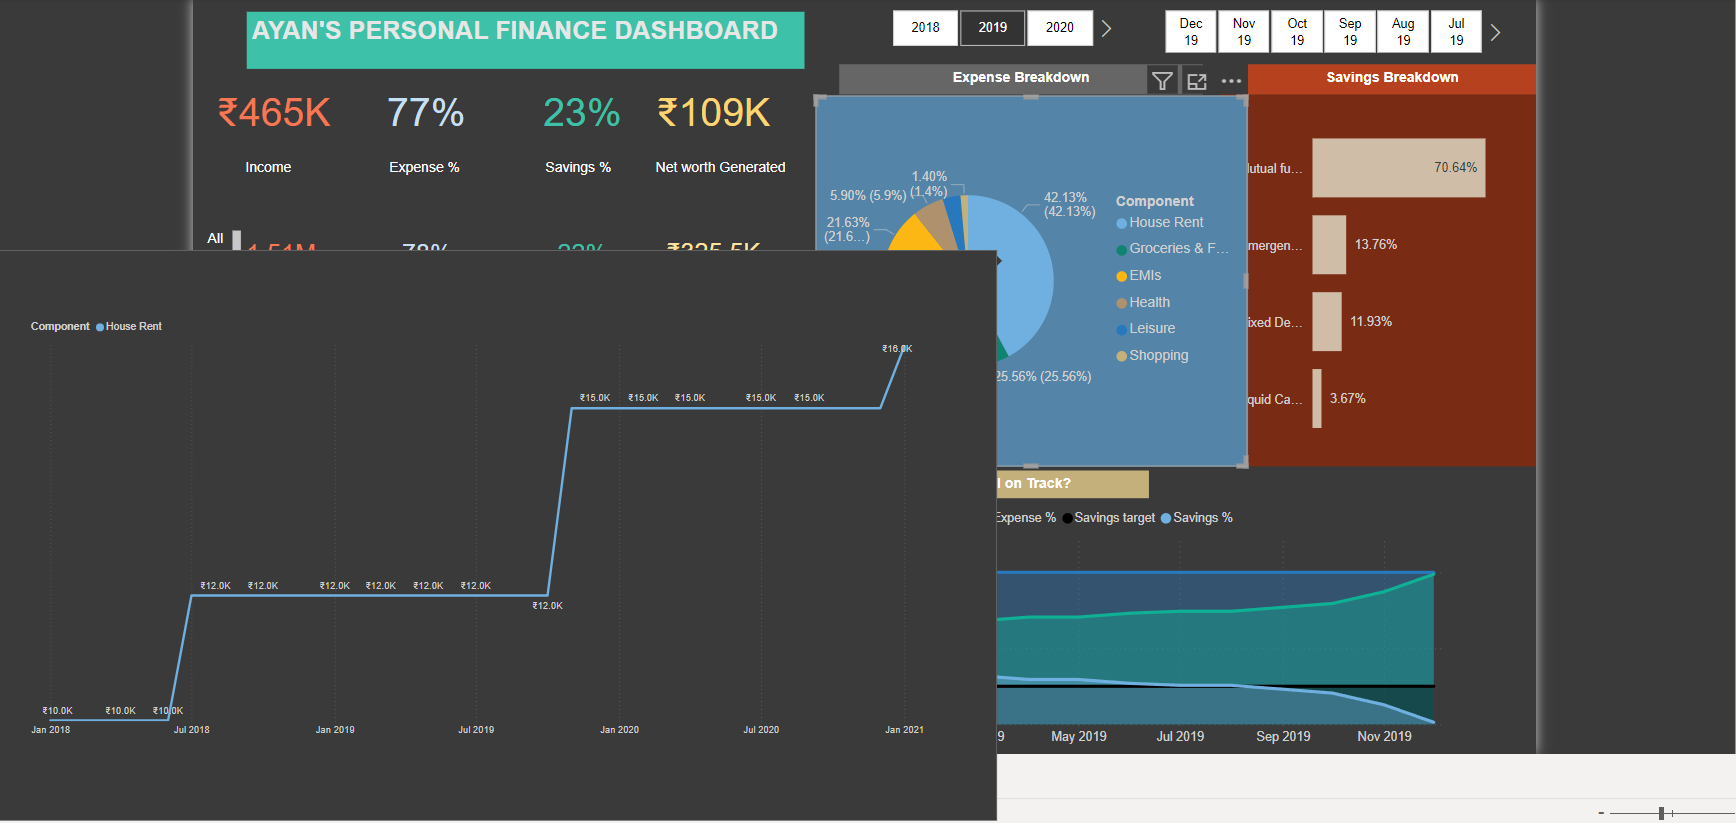 AYAN'S PERSONAL FINANCE DASHBOARD
2018 2019 2020
Dec 19 Nov 19 Oct 19 Sep 19 Aug 19 Jul 19
₹465K 77% 23% ₹109K
Income Expense % Savings % Net worth Generated
All
Expense Breakdown
42.13% (42.13%)
25.56% (25.56%)
21.63% (21.6...)
5.90% (5.9%)
1.40% (1.4%)
Component
House Rent
Groceries & F...
EMIs
Health
Leisure
Shopping
Savings Breakdown
lutual fu... 70.64%
mergen... 13.76%
ixed De... 11.93%
quid Ca... 3.67%
Component House Rent
₹10.0K ₹10.0K ₹10.0K
₹12.0K ₹12.0K ₹12.0K ₹12.0K ₹12.0K ₹12.0K
₹12.0K
₹15.0K ₹15.0K ₹15.0K ₹15.0K ₹15.0K
₹16.0K
Jan 2018 Jul 2018 Jan 2019 Jul 2019 Jan 2020 Jul 2020 Jan 2021
I on Track?
Expense % Savings target Savings %
9 May 2019 Jul 2019 Sep 2019 Nov 2019